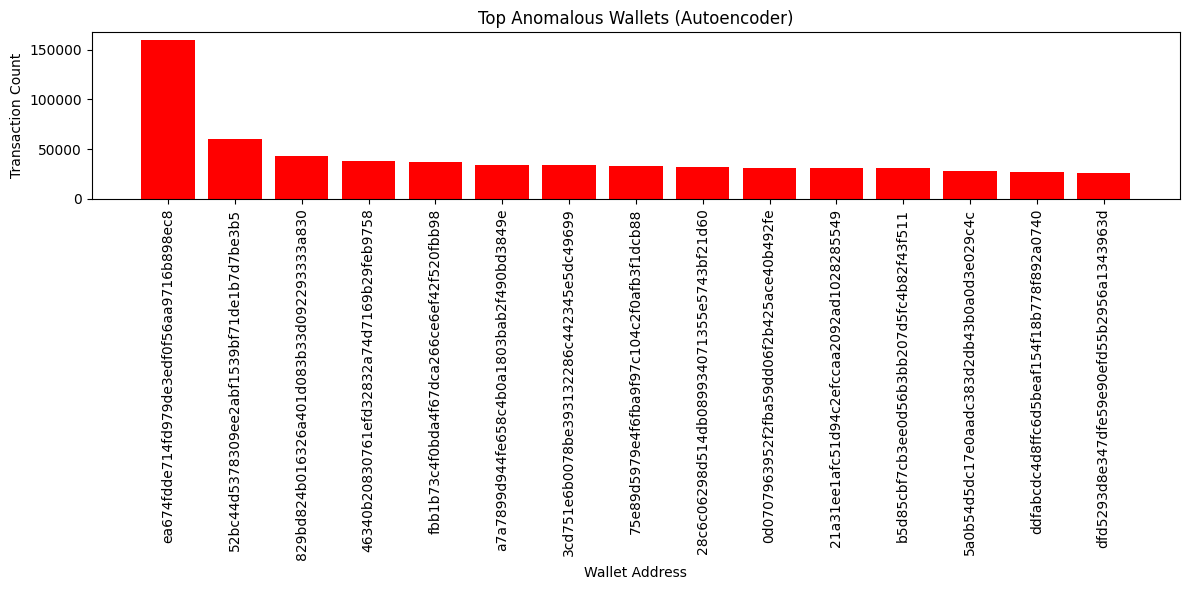 Top Anomalous Wallets (Autoencoder)
Transaction Count
150000
100000
50000
0
ea674fdde714fd979de3edf0f56aa9716b898ec8
52bc44d5378309ee2abf1539bf71de1b7d7be3b5
829bd824b016326a401d083b33d092293333a830
46340b20830761efd32832a74d7169b29feb9758
fbb1b73c4f0bda4f67dca266ce6ef42f520fbb98
a7a7899d944fe658c4b0a1803bab2f490bd3849e
3cd751e6b0078be393132286c442345e5dc49699
75e89d5979e4f6fba9f97c104c2f0afb3f1dcb88
28c6c06298d514db089934071355e5743bf21d60
0d0707963952f2fba59dd06f2b425ace40b492fe
21a31ee1afc51d94c2efccaa2092ad1028285549
b5d85cbf7cb3ee0d56b3bb207d5fc4b82f43f511
5a0b54d5dc17e0aadc383d2db43b0a0d3e029c4c
ddfabcdc4d8ffc6d5beaf154f18b778f892a0740
dfd5293d8e347dfe59e90efd55b2956a1343963d
Wallet Address